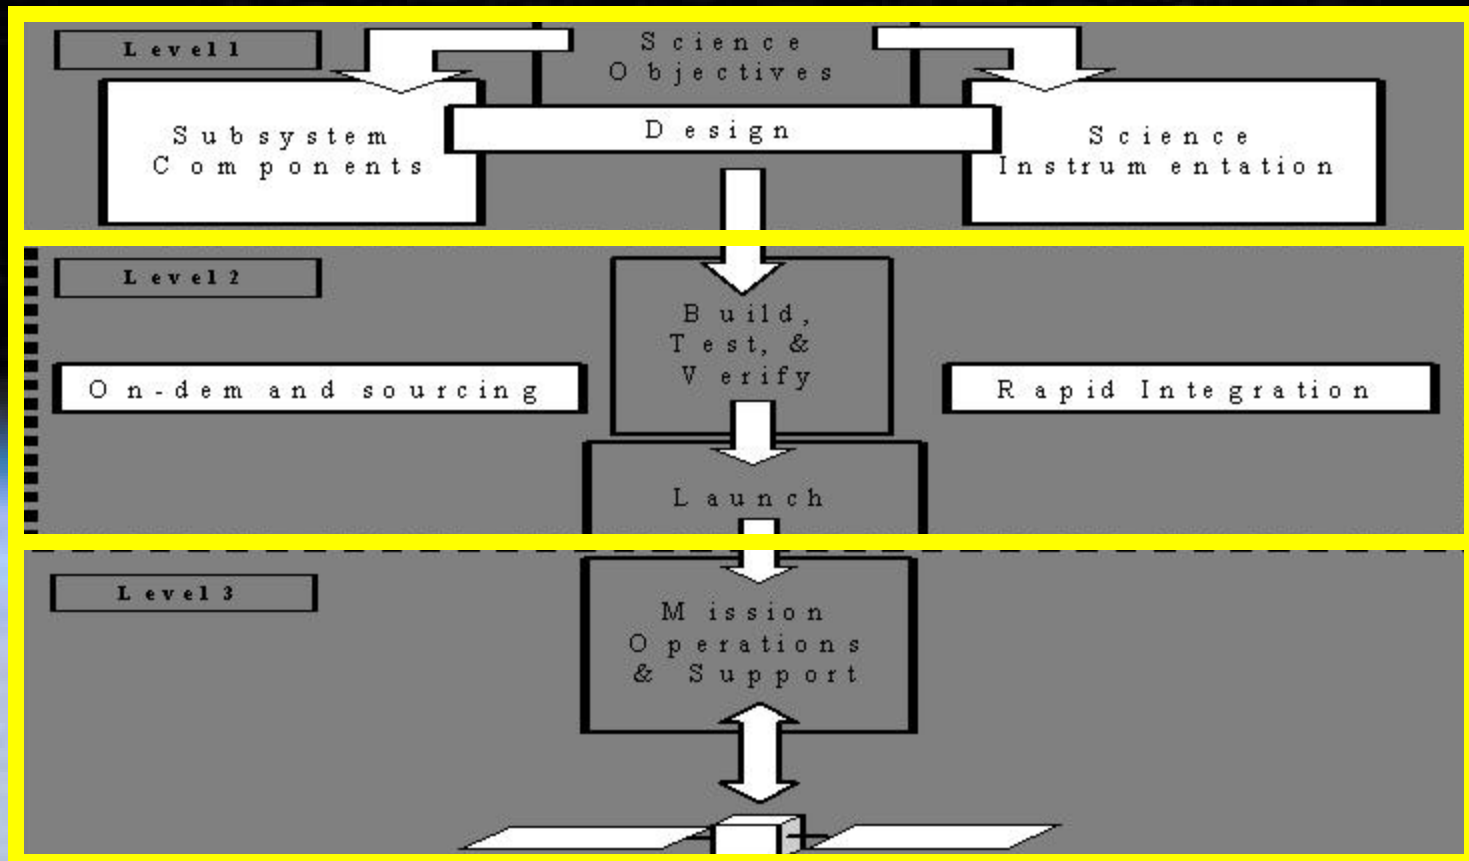 Level 1
Science
Objectives
Subsystem
Components
Design
Science
Instrumentation
Level 2
Build,
Test, &
Verify
On-demand sourcing
Rapid Integration
Launch
Level 3
Mission
Operations
& Support